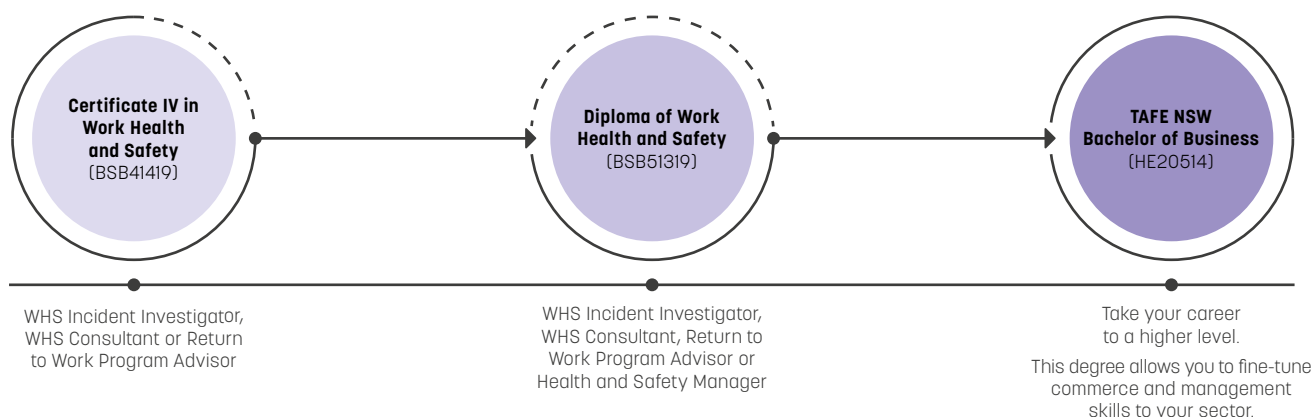 Certificate IV in
Work Health
and Safety
(BSB41419)
Diploma of Work
Health and Safety
(BSB51319)
TAFE NSW
Bachelor of Business
(HE20514)
WHS Incident Investigator,
WHS Consultant or Return
to Work Program Advisor
WHS Incident Investigator,
WHS Consultant, Return to
Work Program Advisor or
Health and Safety Manager
Take your career
to a higher level.
This degree allows you to fine-tune
commerce and management
skills to your sector.